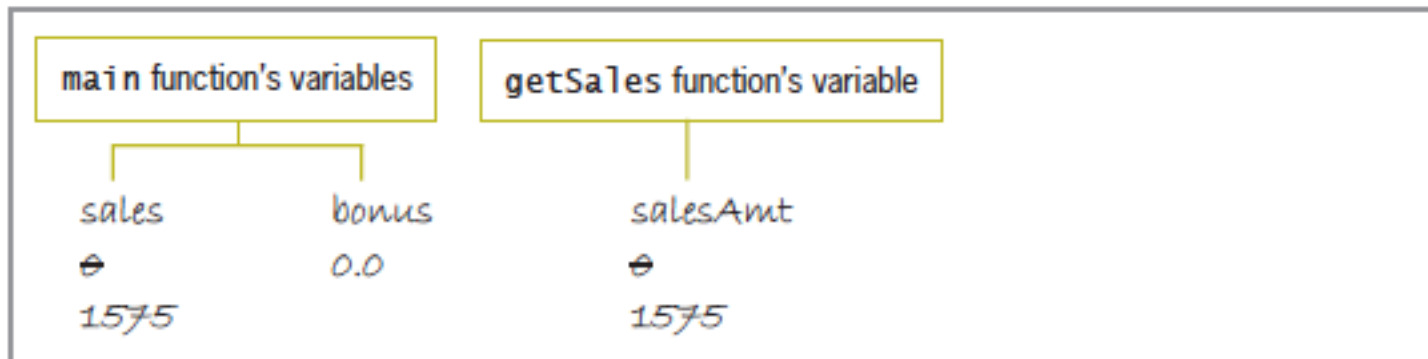 main function's variables getSales function's variable
sales bonus salesAmt
0 0.0 0
1575 1575